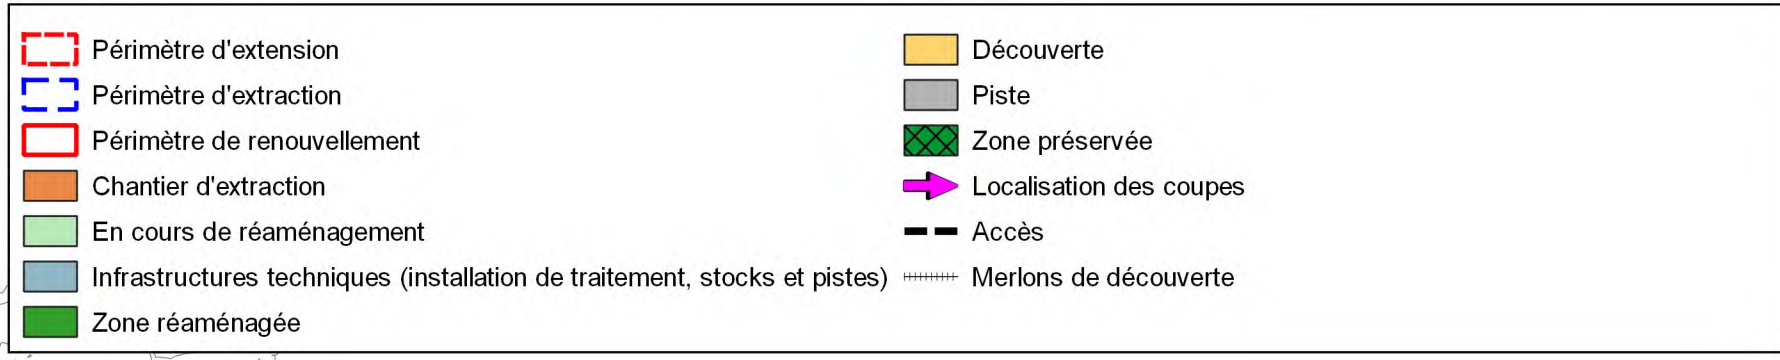 Périmètre d'extension
Périmètre d'extraction
Périmètre de renouvellement
Chantier d'extraction
En cours de réaménagement
Infrastructures techniques (installation de traitement, stocks et pistes)
Zone réaménagée
Découverte
Piste
Zone préservée
Localisation des coupes
Accès
Merlons de découverte